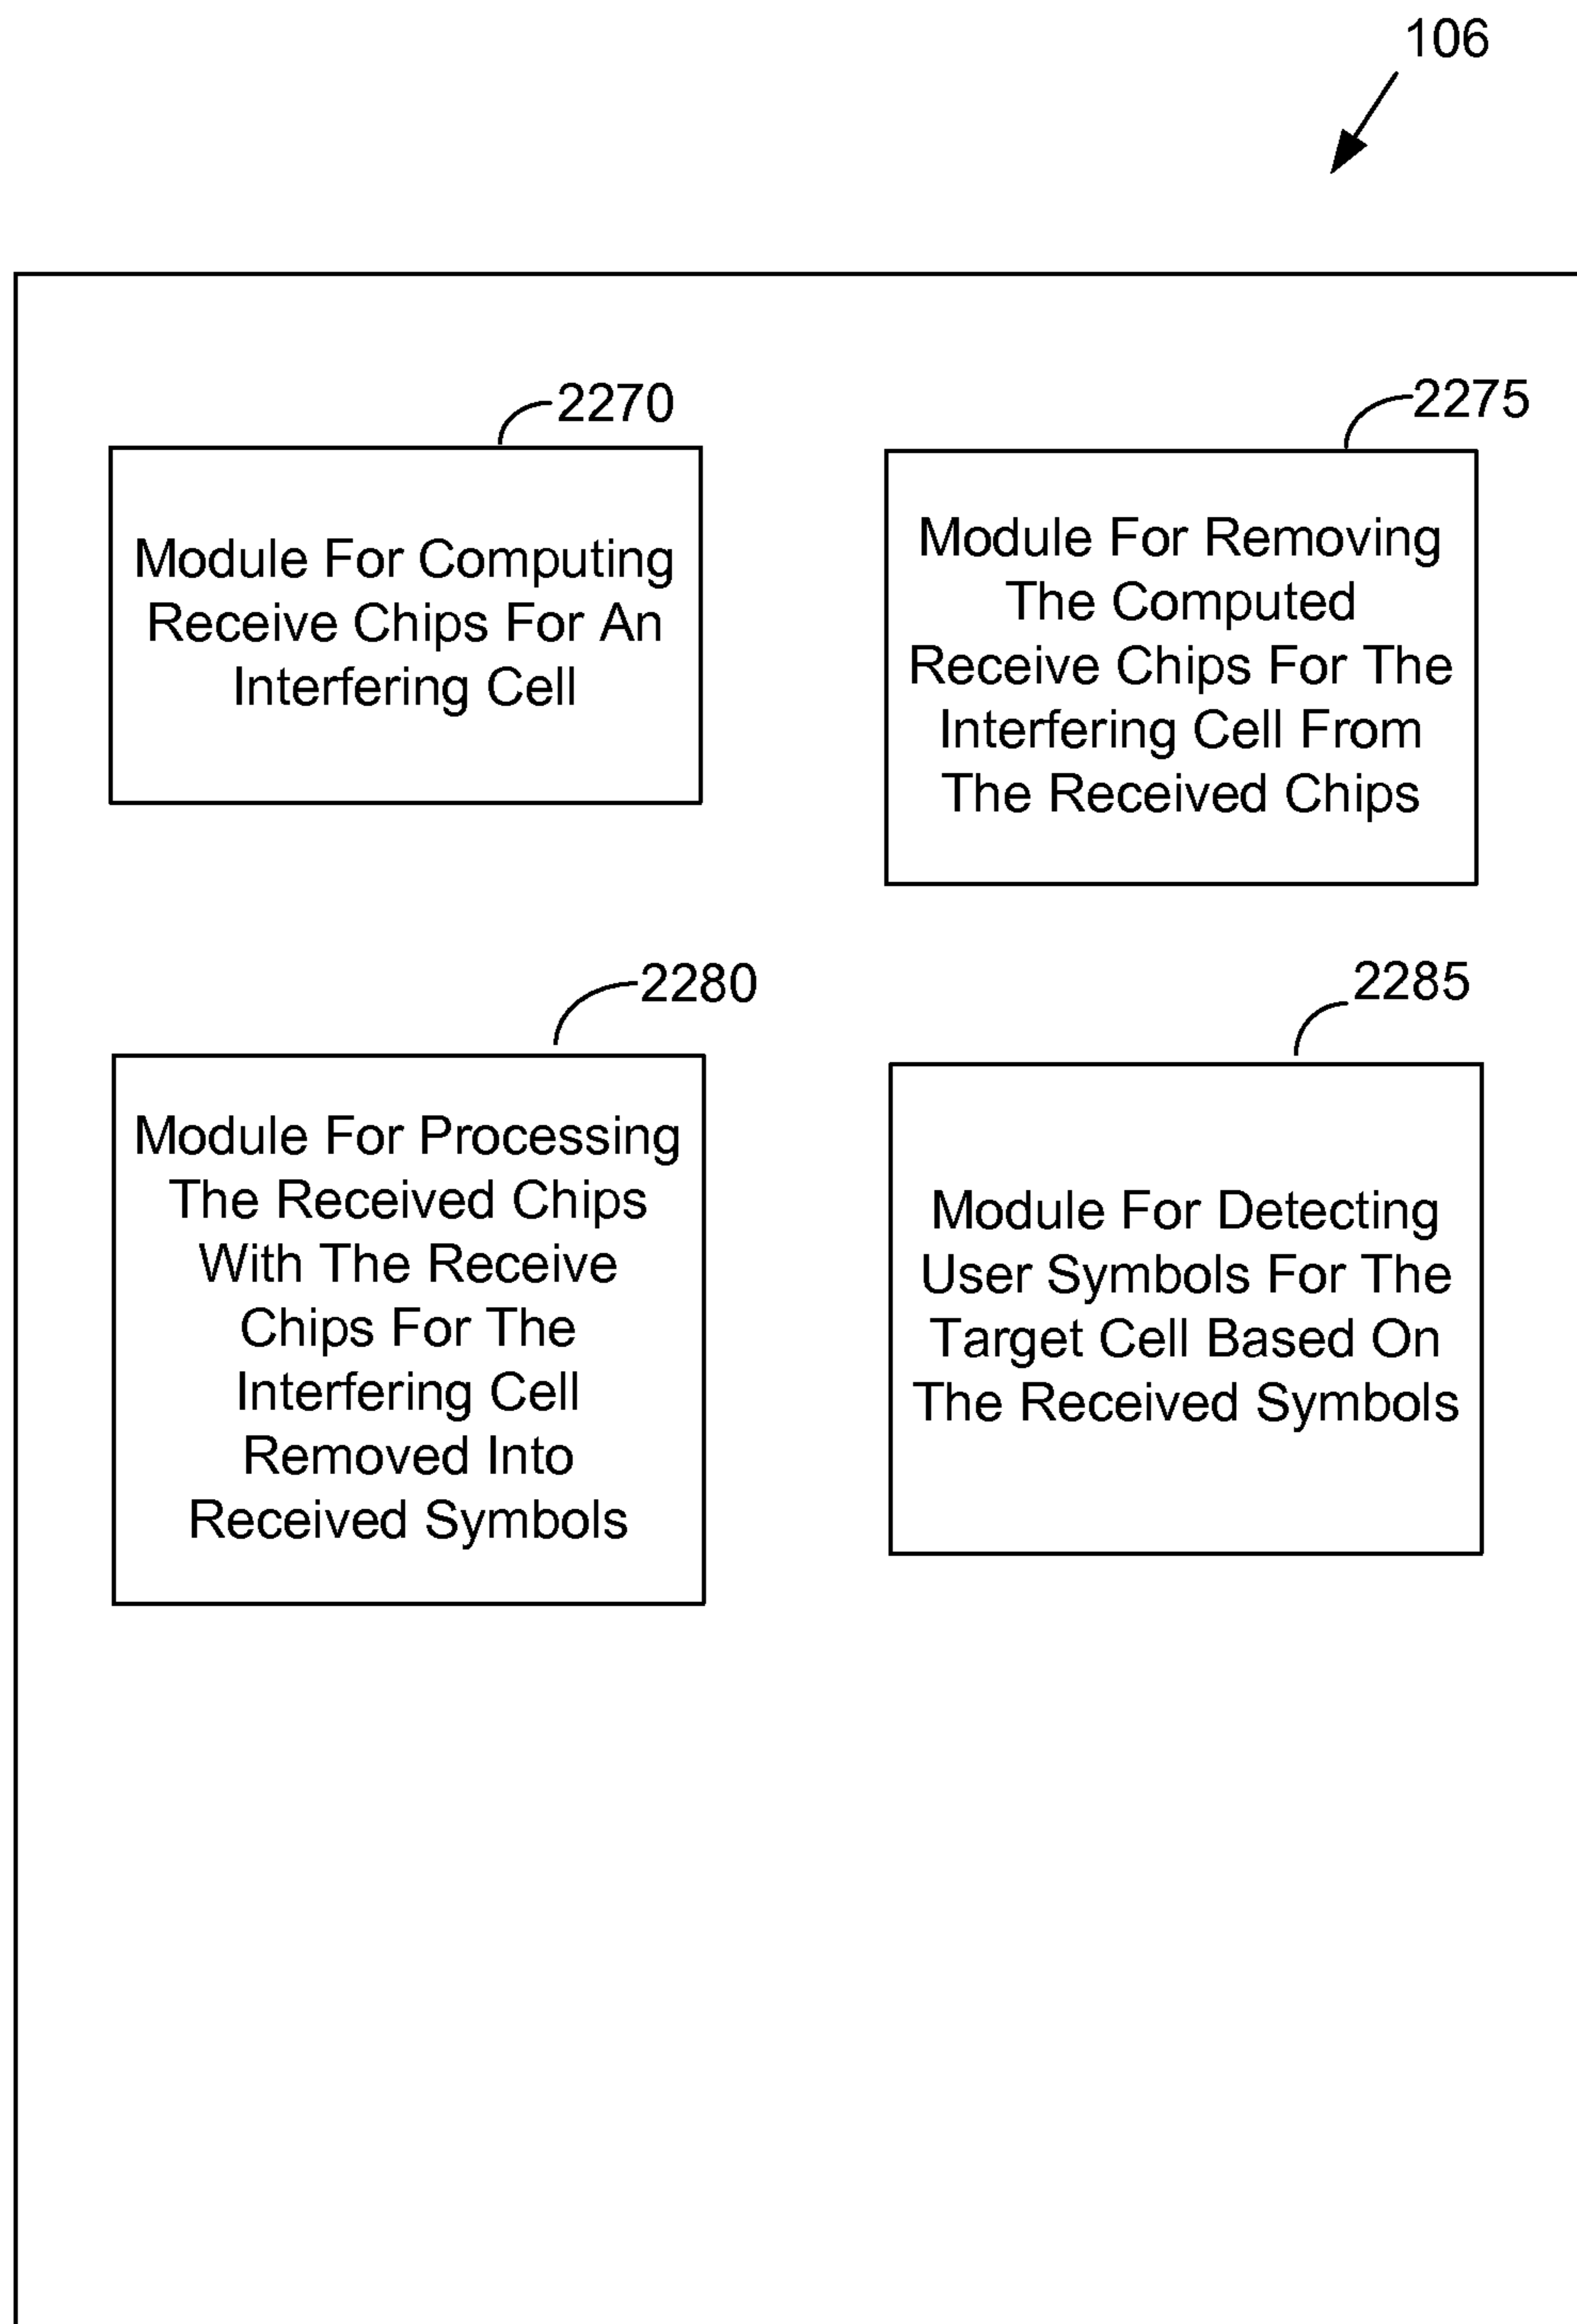 106
2270
Module For Computing
Receive Chips For An
Interfering Cell
2275
Module For Removing
The Computed
Receive Chips For The
Interfering Cell From
The Received Chips
2280
Module For Processing
The Received Chips
With The Receive
Chips For The
Interfering Cell
Removed Into
Received Symbols
2285
Module For Detecting
User Symbols For The
Target Cell Based On
The Received Symbols